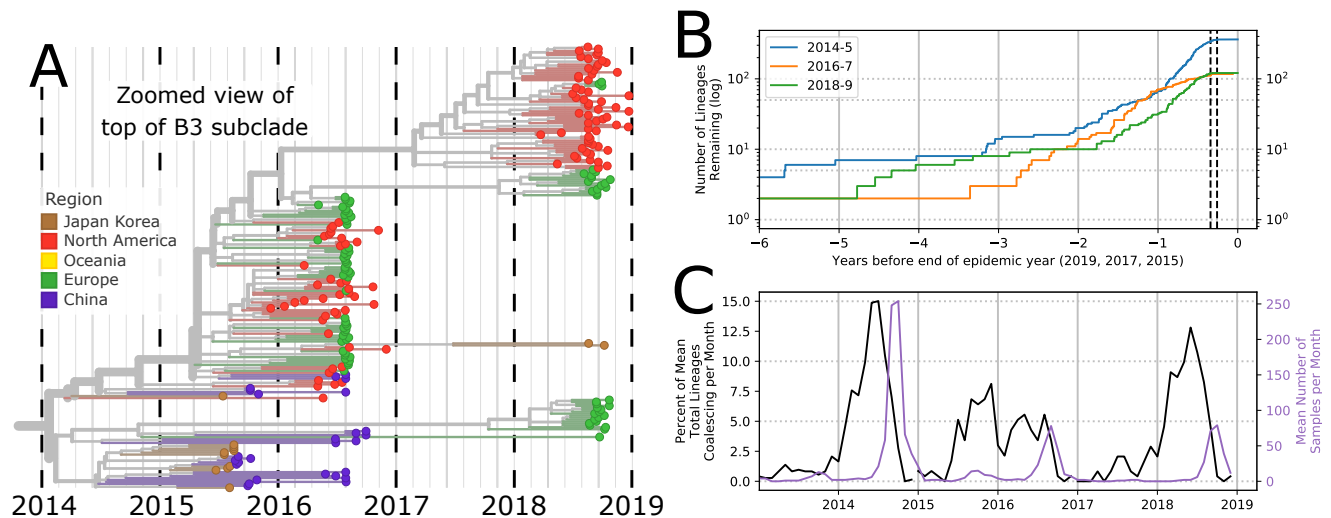 A
Zoomed view of
top of B3 subclade
Region
Japan Korea
North America
Oceania
Europe
China
2014
2015
2016
2017
2018
2019
B
Number of Lineages
Remaining (log)
10²
10¹
10⁰
2014-5
2016-7
2018-9
10²
10¹
10⁰
−6
−5
−4
−3
−2
−1
0
Years before end of epidemic year (2019, 2017, 2015)
C
Percent of Mean
Total Lineages
Coalescing per Month
15.0
12.5
10.0
7.5
5.0
2.5
0.0
250
200
150
100
50
0
Mean Number of
Samples per Month
2014
2015
2016
2017
2018
2019